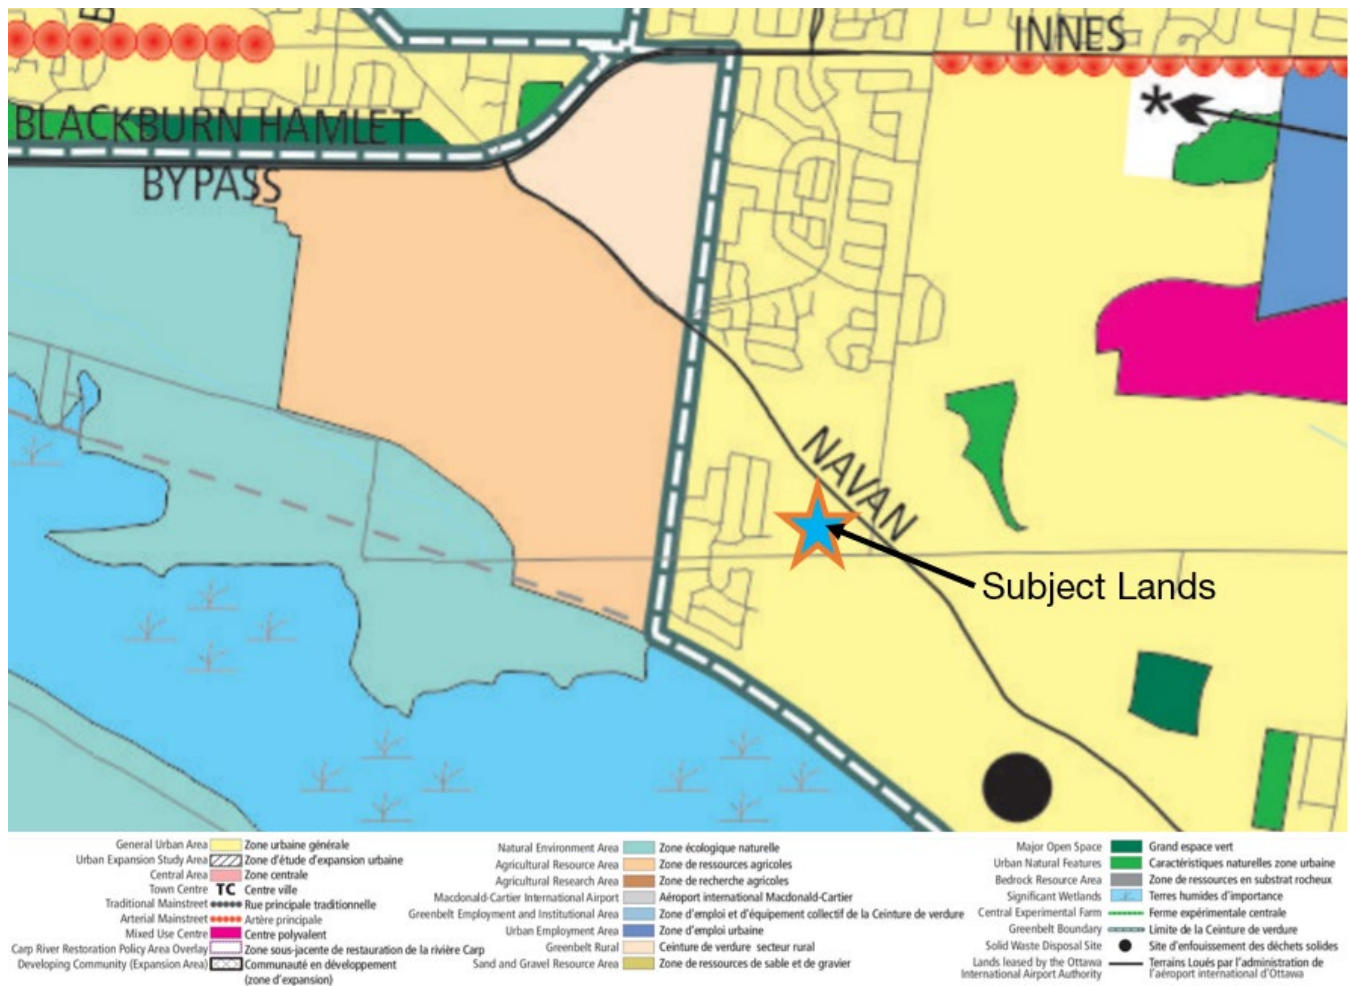 B
INNES
BLACKBURN HAMLET
BYPASS
*
NAVAN
Subject Lands
General Urban Area Zone urbaine générale
Urban Expansion Study Area Zone d'étude d'expansion urbaine
Central Area Zone centrale
Town Centre TC Centre ville
Traditional Mainstreet Rue principale traditionnelle
Arterial Mainstreet Artère principale
Mixed Use Centre Centre polyvalent
Carp River Restoration Policy Area Overlay Zone sous-jacente de restauration de la rivière Carp
Developing Community (Expansion Area) Communauté en développement
(zone d'expansion)
Natural Environment Area Zone écologique naturelle
Agricultural Resource Area Zone de ressources agricoles
Agricultural Research Area Zone de recherche agricoles
Macdonald-Cartier International Airport Aéroport international Macdonald-Cartier
Greenbelt Employment and Institutional Area Zone d'emploi et d'équipement collectif de la Ceinture de verdure
Urban Employment Area Zone d'emploi urbaine
Greenbelt Rural Ceinture de verdure secteur rural
Sand and Gravel Resource Area Zone de ressources de sable et de gravier
Major Open Space Grand espace vert
Urban Natural Features Caractéristiques naturelles zone urbaine
Bedrock Resource Area Zone de ressources en substrat rocheux
Significant Wetlands Terres humides d'importance
Central Experimental Farm Ferme expérimentale centrale
Greenbelt Boundary Limite de la Ceinture de verdure
Solid Waste Disposal Site Site d'enfouissement des déchets solides
Lands leased by the Ottawa Terrains Loués par l'administration de
International Airport Authority l'aéroport international d'Ottawa